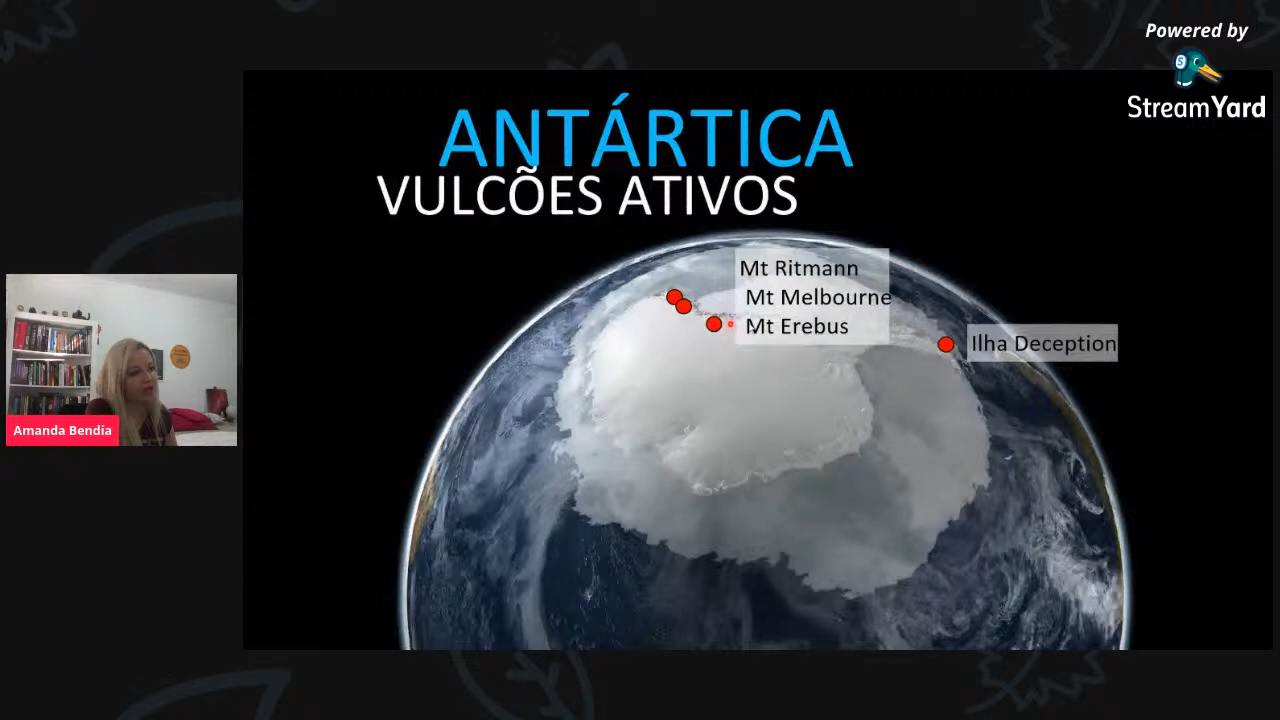 Powered by
StreamYard
ANTÁRTICA
VULCÕES ATIVOS
Mt Ritmann
Mt Melbourne
Mt Erebus
Ilha Deception
Amanda Bendia